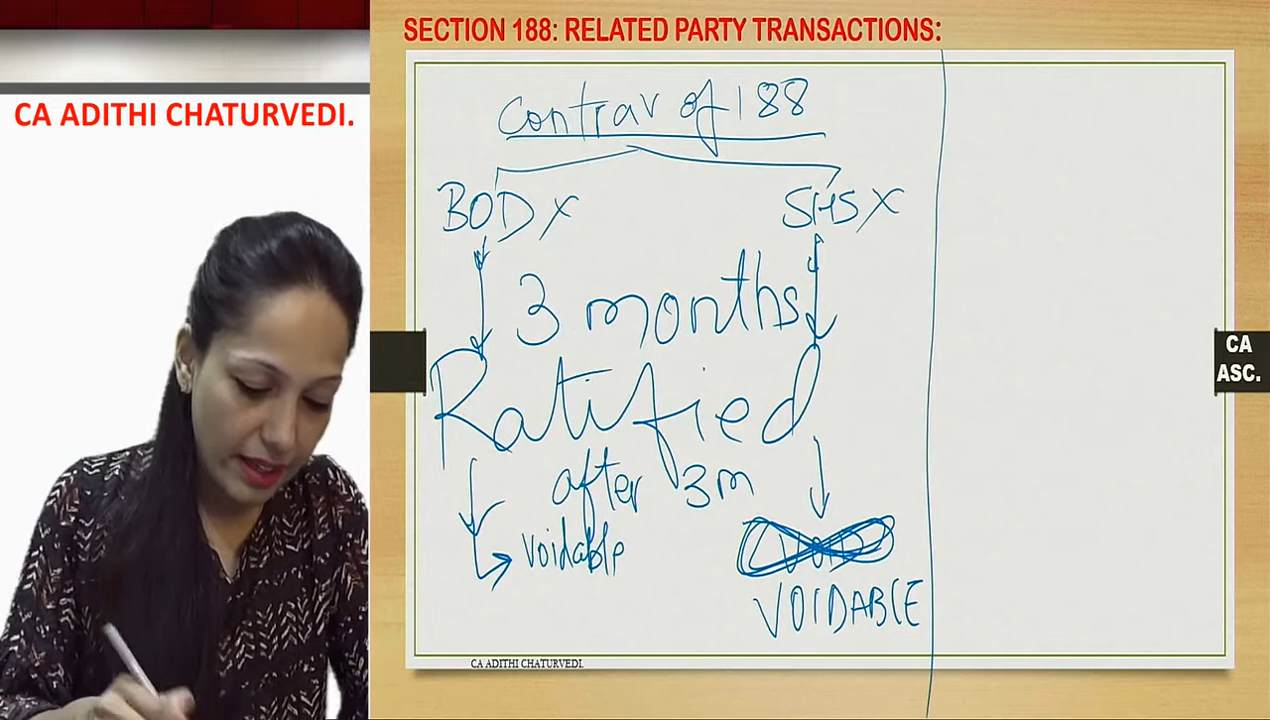 SECTION 188: RELATED PARTY TRANSACTIONS:
CA ADITHI CHATURVEDI.
Contrav of 188
BOD X
SHS X
3 months
Ratified
after 3m
voidable
VOID
VOIDABLE
CA
ASC.
CA ADITHI CHATURVEDI.